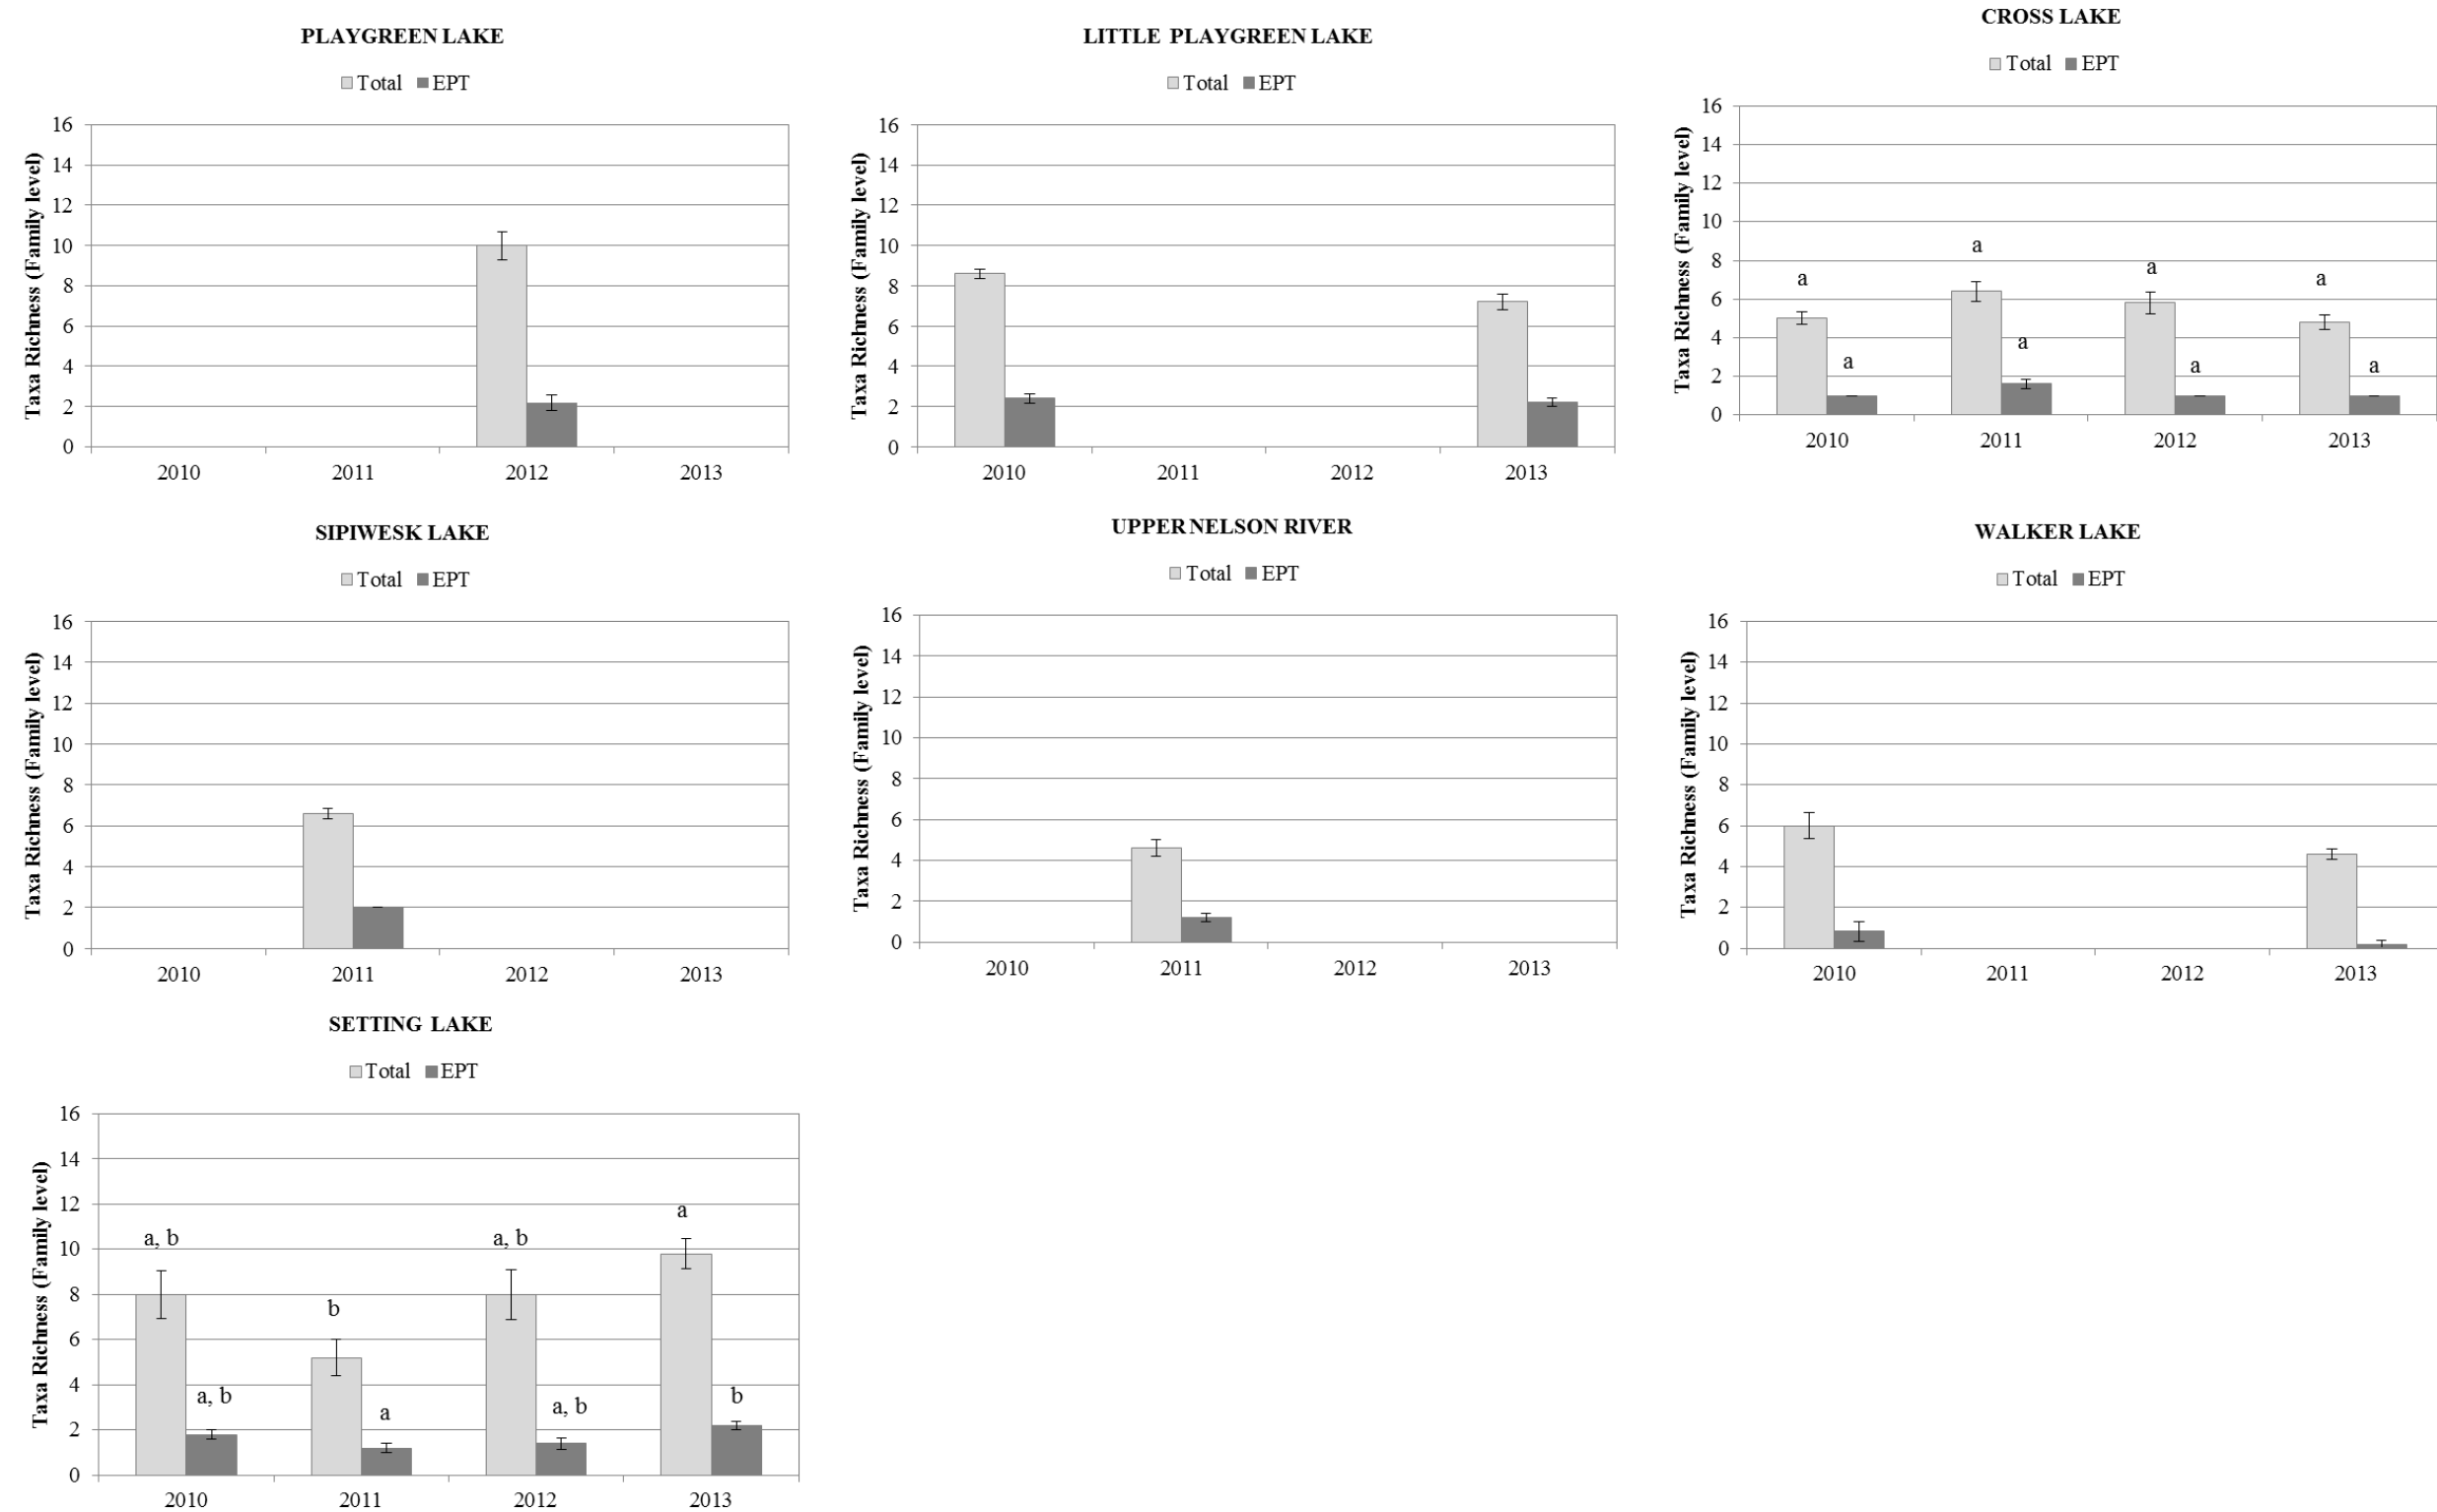 PLAYGREEN LAKE
Total EPT
Taxa Richness (Family level)
16
14
12
10
8
6
4
2
0
2010 2011 2012 2013
LITTLE PLAYGREEN LAKE
Total EPT
Taxa Richness (Family level)
16
14
12
10
8
6
4
2
0
2010 2011 2012 2013
CROSS LAKE
Total EPT
Taxa Richness (Family level)
16
14
12
10
8
6
4
2
0
a a a a
a a a a
2010 2011 2012 2013
SIPIWESK LAKE
Total EPT
Taxa Richness (Family level)
16
14
12
10
8
6
4
2
0
2010 2011 2012 2013
UPPER NELSON RIVER
Total EPT
Taxa Richness (Family level)
16
14
12
10
8
6
4
2
0
2010 2011 2012 2013
WALKER LAKE
Total EPT
Taxa Richness (Family level)
16
14
12
10
8
6
4
2
0
2010 2011 2012 2013
SETTING LAKE
Total EPT
Taxa Richness (Family level)
16
14
12
10
8
6
4
2
0
a, b b a, b a
a, b a a, b b
2010 2011 2012 2013